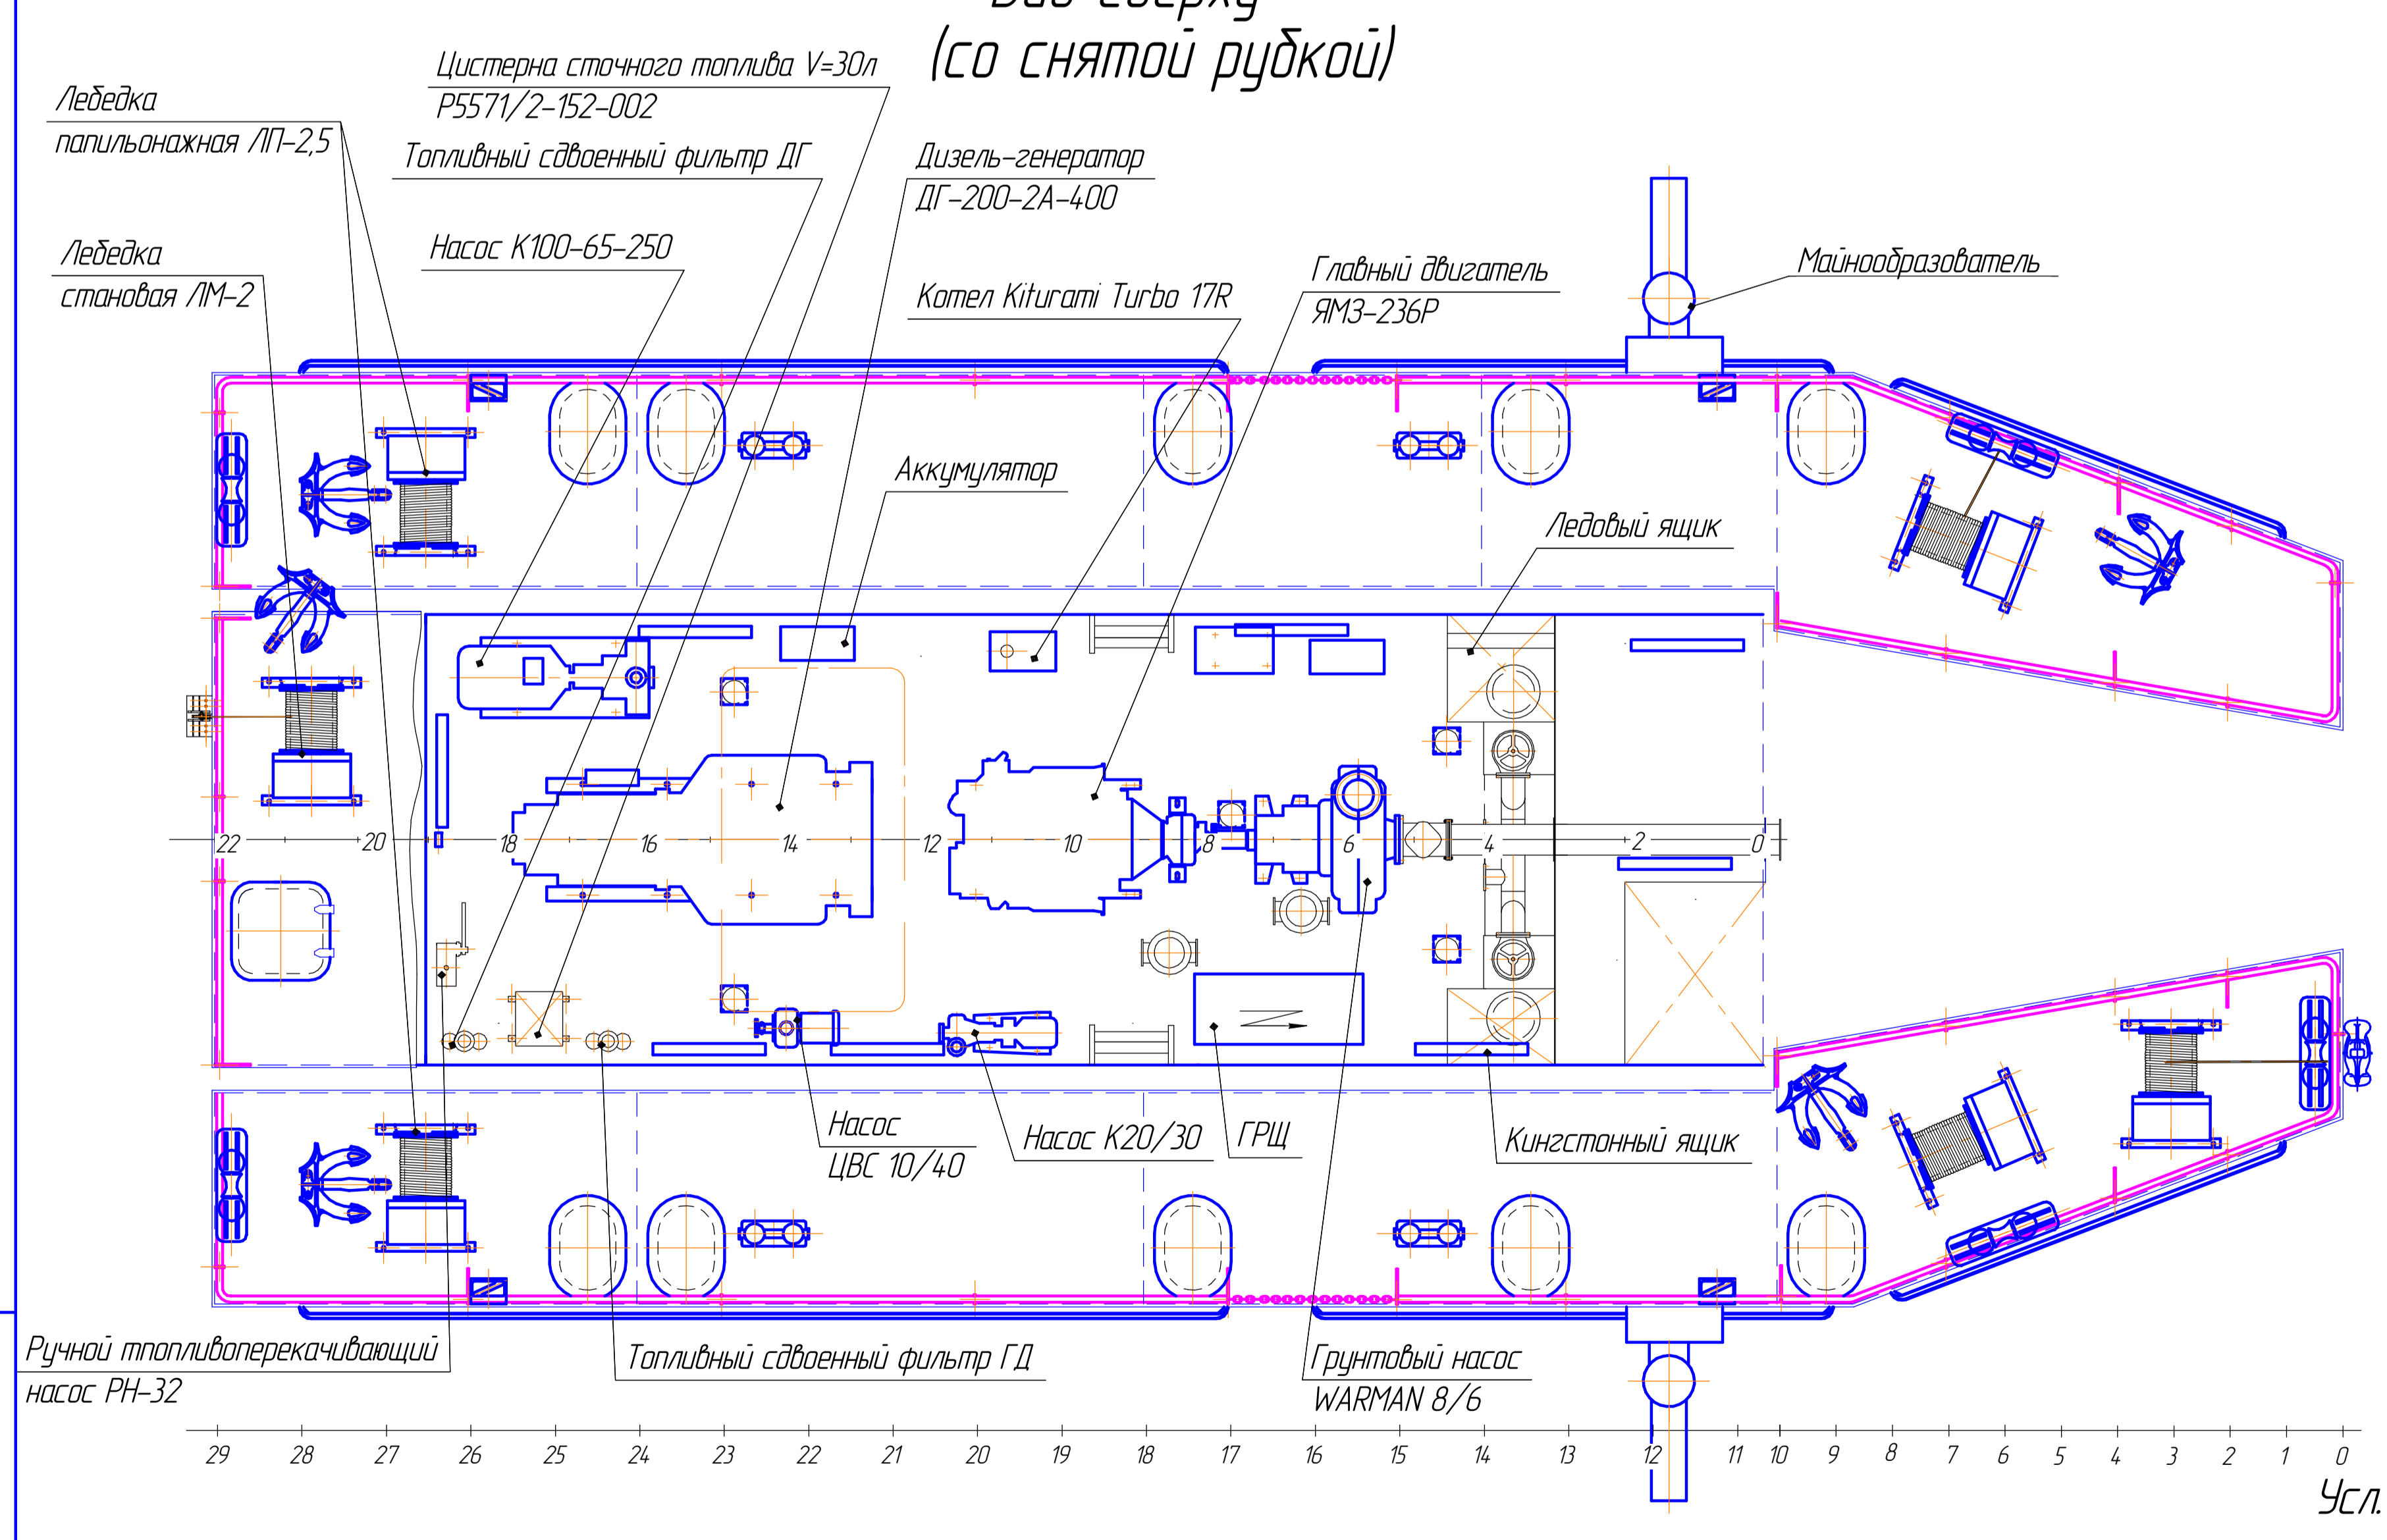 Вид сверху
(со снятой рубкой)
Цистерна сточного топлива V=30л
Р5571/2-152-002
Лебедка
папильонажная ЛП-2,5
Топливный сдвоенный фильтр ДГ
Дизель-генератор
ДГ-200-2А-400
Насос К100-65-250
Лебедка
становая ЛМ-2
Котел Kiturami Turbo 17R
Главный двигатель
ЯМЗ-236Р
Майнообразователь
Аккумулятор
Ледовый ящик
22 20 18 16 14 12 10 8 6 4 2 0
Насос
ЦВС 10/40
Насос К20/30
ГРЩ
Кингстонный ящик
Ручной тпопливоперекачивающий
насос РН-32
Топливный сдвоенный фильтр ГД
Грунтовый насос
WARMAN 8/6
29 28 27 26 25 24 23 22 21 20 19 18 17 16 15 14 13 12 11 10 9 8 7 6 5 4 3 2 1 0
Усл.